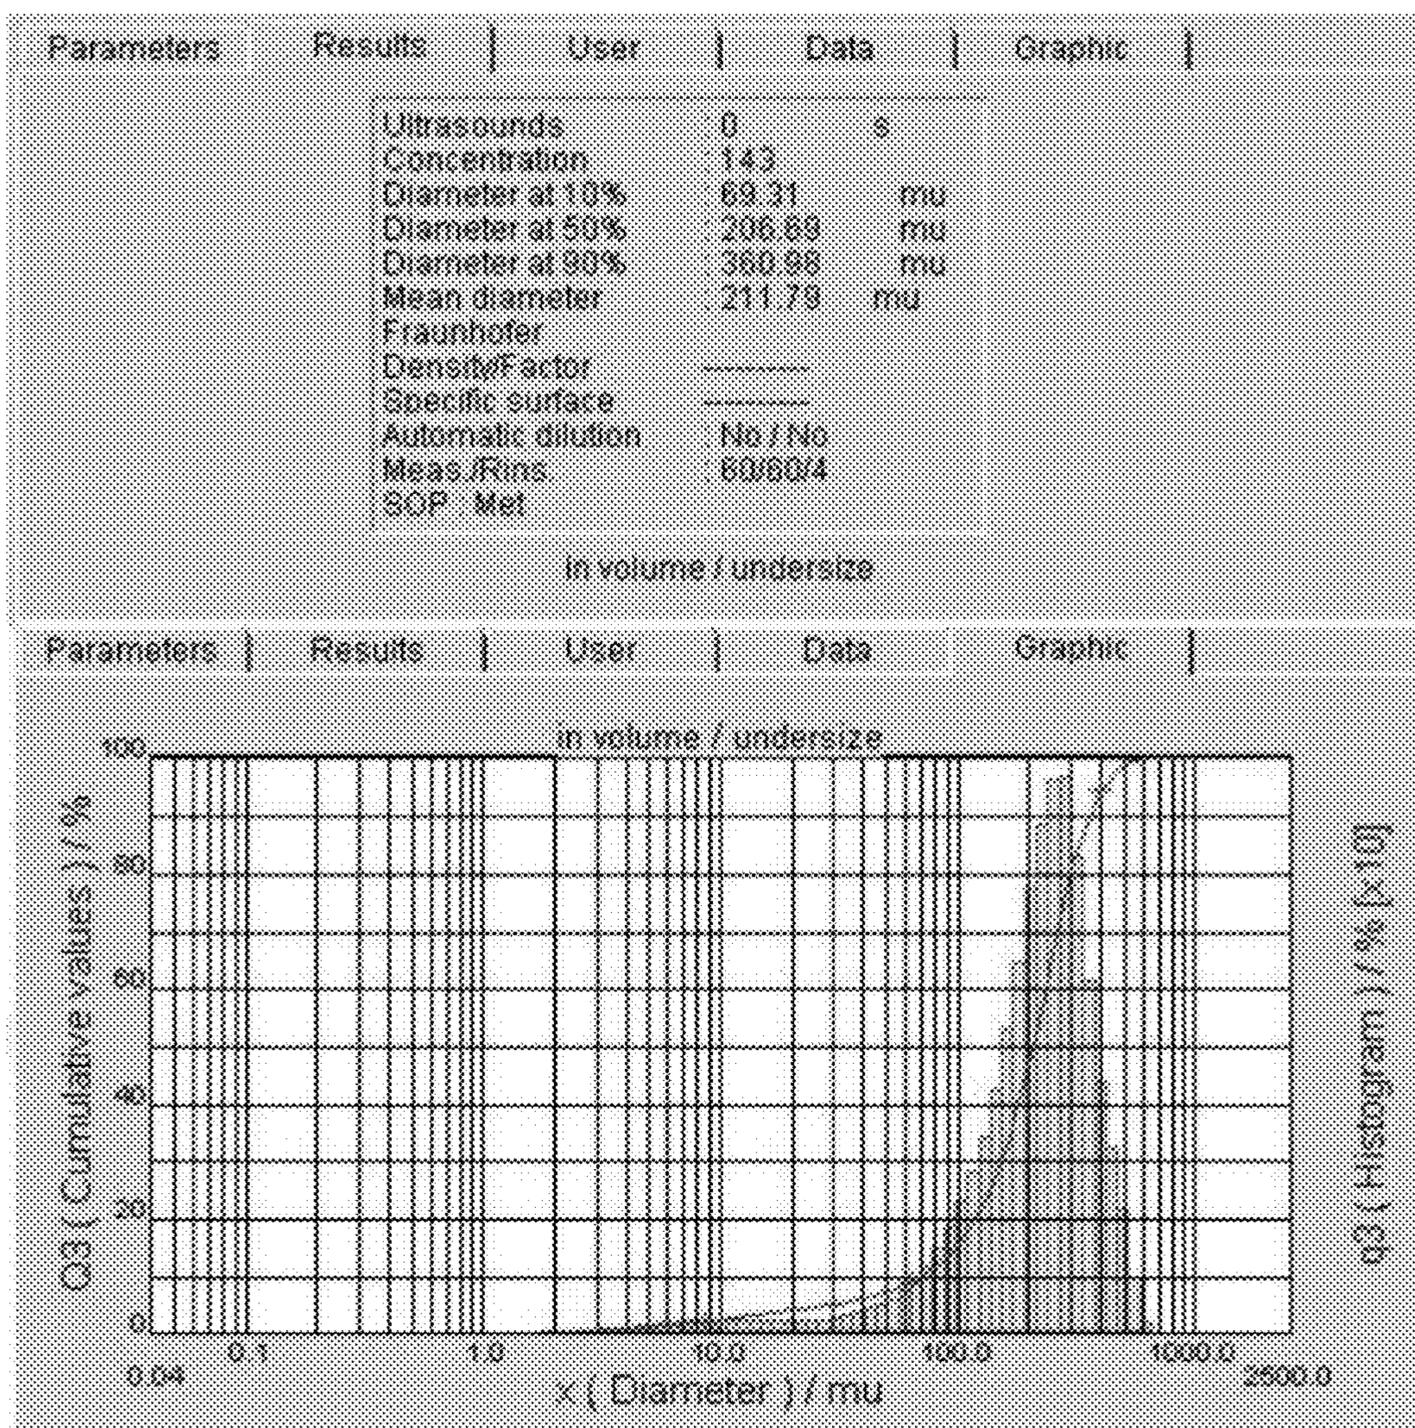 Parameters Results | User | Data | Graphic |
Ultrasounds : 0 s
Concentration : 143
Diameter at 10% : 69.31 mu
Diameter at 50% : 206.69 mu
Diameter at 90% : 360.98 mu
Mean diameter : 211.79 mu
Fraunhofer
Density/Factor ----------
Specific surface ----------
Automatic dilution : No / No
Meas./Rins. : 60/60/4
SOP : Met
in volume / undersize
Parameters | Results | User | Data Graphic |
in volume / undersize
Q3 ( Cumulative values ) / %
100
80
60
40
20
0
q3 ( Histogram ) / % [x10]
0.04 0.1 1.0 10.0 100.0 1000.0 2500.0
x ( Diameter ) / mu